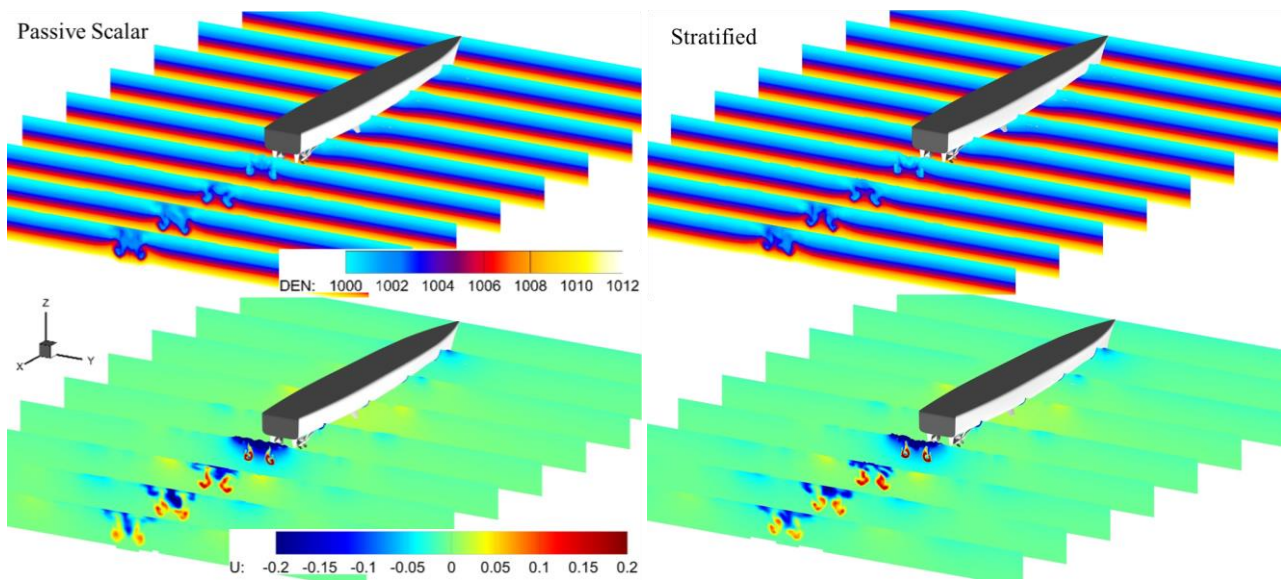 Passive Scalar
Stratified
DEN: 1000 1002 1004 1006 1008 1010 1012
Z
X
Y
U: -0.2 -0.15 -0.1 -0.05 0 0.05 0.1 0.15 0.2